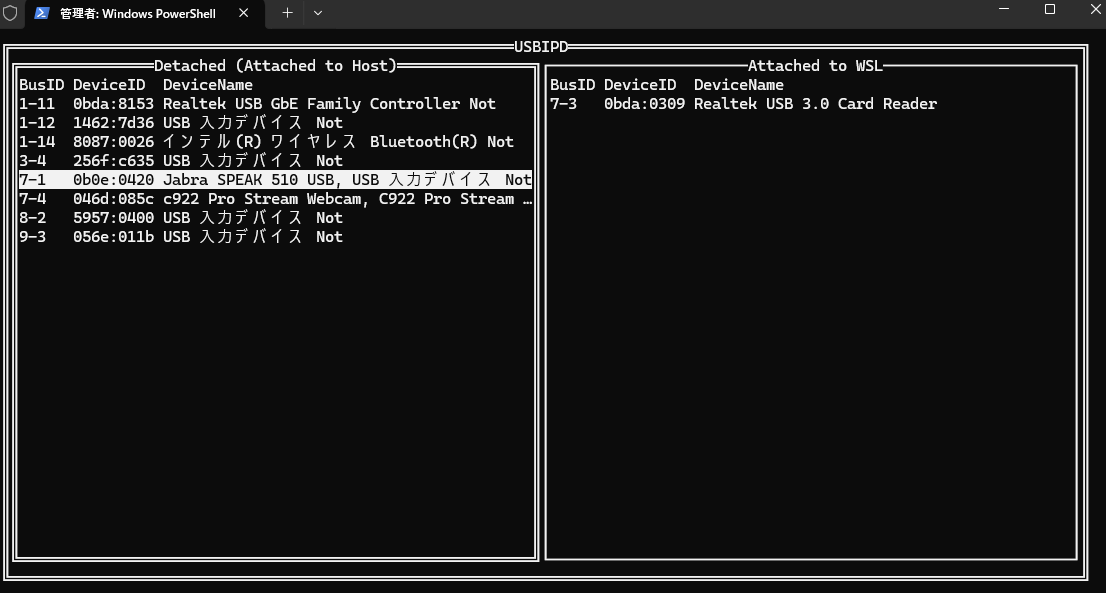 管理者: Windows PowerShell
USBIPD
Detached (Attached to Host)
BusID DeviceID DeviceName
1-11 0bda:8153 Realtek USB GbE Family Controller Not
1-12 1462:7d36 USB 入力デバイス Not
1-14 8087:0026 インテル(R) ワイヤレス Bluetooth(R) Not
3-4 256f:c635 USB 入力デバイス Not
7-1 0b0e:0420 Jabra SPEAK 510 USB, USB 入力デバイス Not
7-4 046d:085c c922 Pro Stream Webcam, C922 Pro Stream …
8-2 5957:0400 USB 入力デバイス Not
9-3 056e:011b USB 入力デバイス Not
Attached to WSL
BusID DeviceID DeviceName
7-3 0bda:0309 Realtek USB 3.0 Card Reader